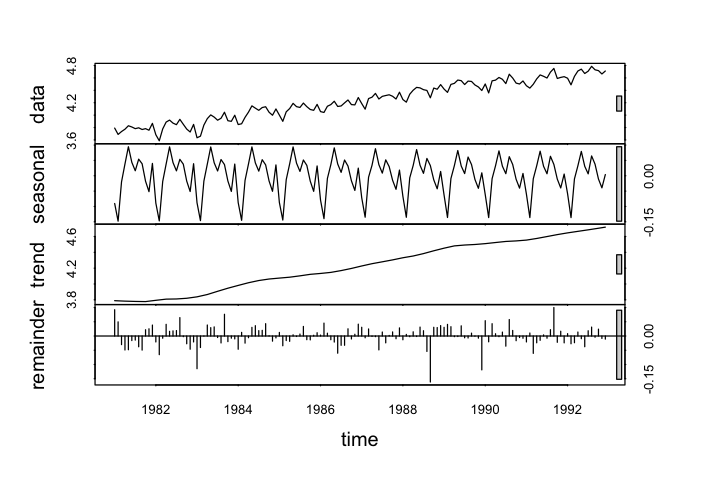 data
3.6 4.2 4.8
seasonal
-0.15 0.00
trend
3.8 4.2 4.6
remainder
-0.15 0.00
1982 1984 1986 1988 1990 1992
time